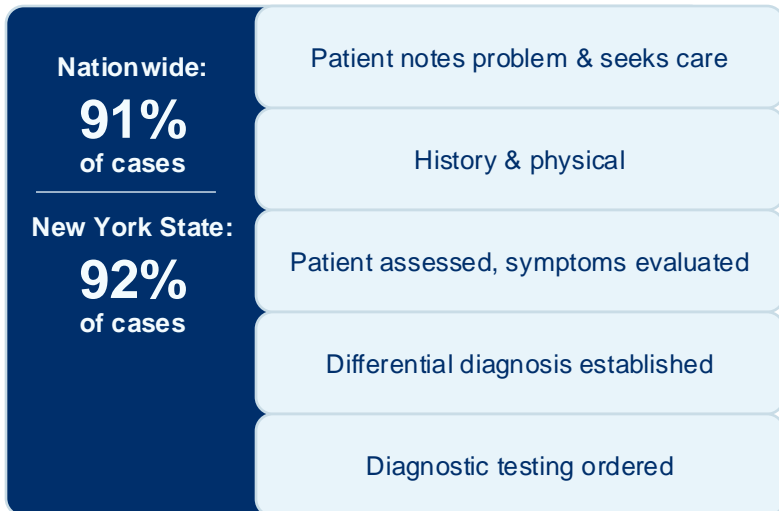 Nationwide:
91%
of cases
New York State:
92%
of cases
Patient notes problem & seeks care
History & physical
Patient assessed, symptoms evaluated
Differential diagnosis established
Diagnostic testing ordered